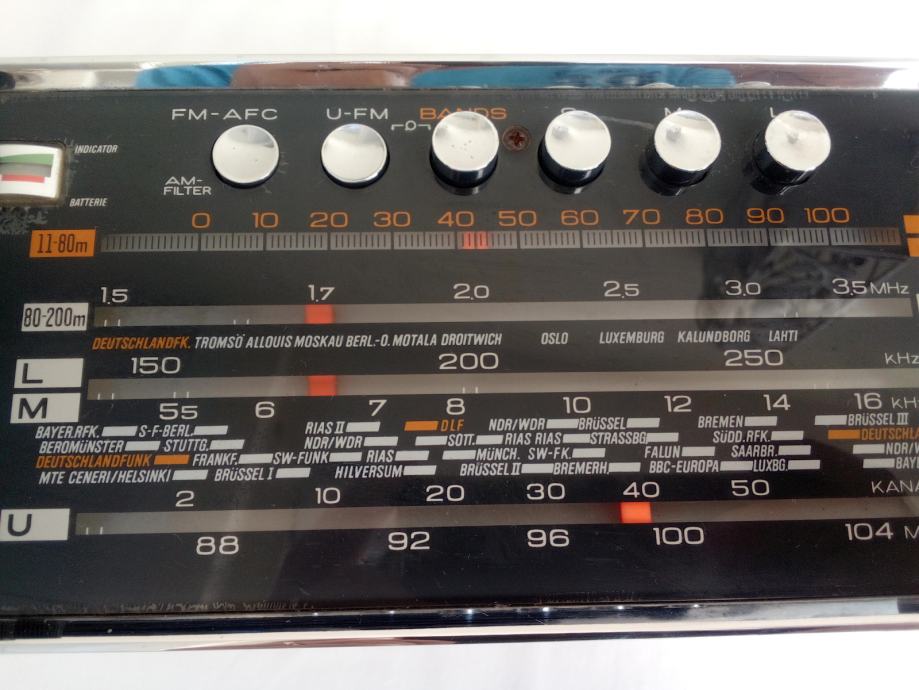 FM-AFC U-FM BANDS S M L
INDICATOR
AM-
FILTER
BATTERIE
0 10 20 30 40 50 60 70 80 90 100
11-80m
1.5 1.7 2.0 2.5 3.0 3.5 MHz
80-200m
DEUTSCHLANDFK. TROMSÖ ALLOUIS MOSKAU BERL.-O. MOTALA DROITWICH OSLO LUXEMBURG KALUNDBORG LAHTI
150 200 250 KHz
L
M
55 6 7 8 10 12 14 16 KH
BAYER.RFK. S-F-BERL. RIAS II DLF NDR/WDR BRÜSSEL BREMEN BRÜSSEL III
BEROMÜNSTER STUTTG. NDR/WDR SOTT. RIAS RIAS STRASSBG. SÜDD.RFK. DEUTSCHLA
DEUTSCHLANDFUNK FRANKF. SW-FUNK RIAS MÜNCH. SW-FK. FALUN SAARBR. NDR/W
MTE CENERI/HELSINKI BRÜSSEL I HILVERSUM BRÜSSEL II BREMERH. BBC-EUROPA LUXBG. BAYE
2 10 20 30 40 50 KANA
U
88 92 96 100 104 M